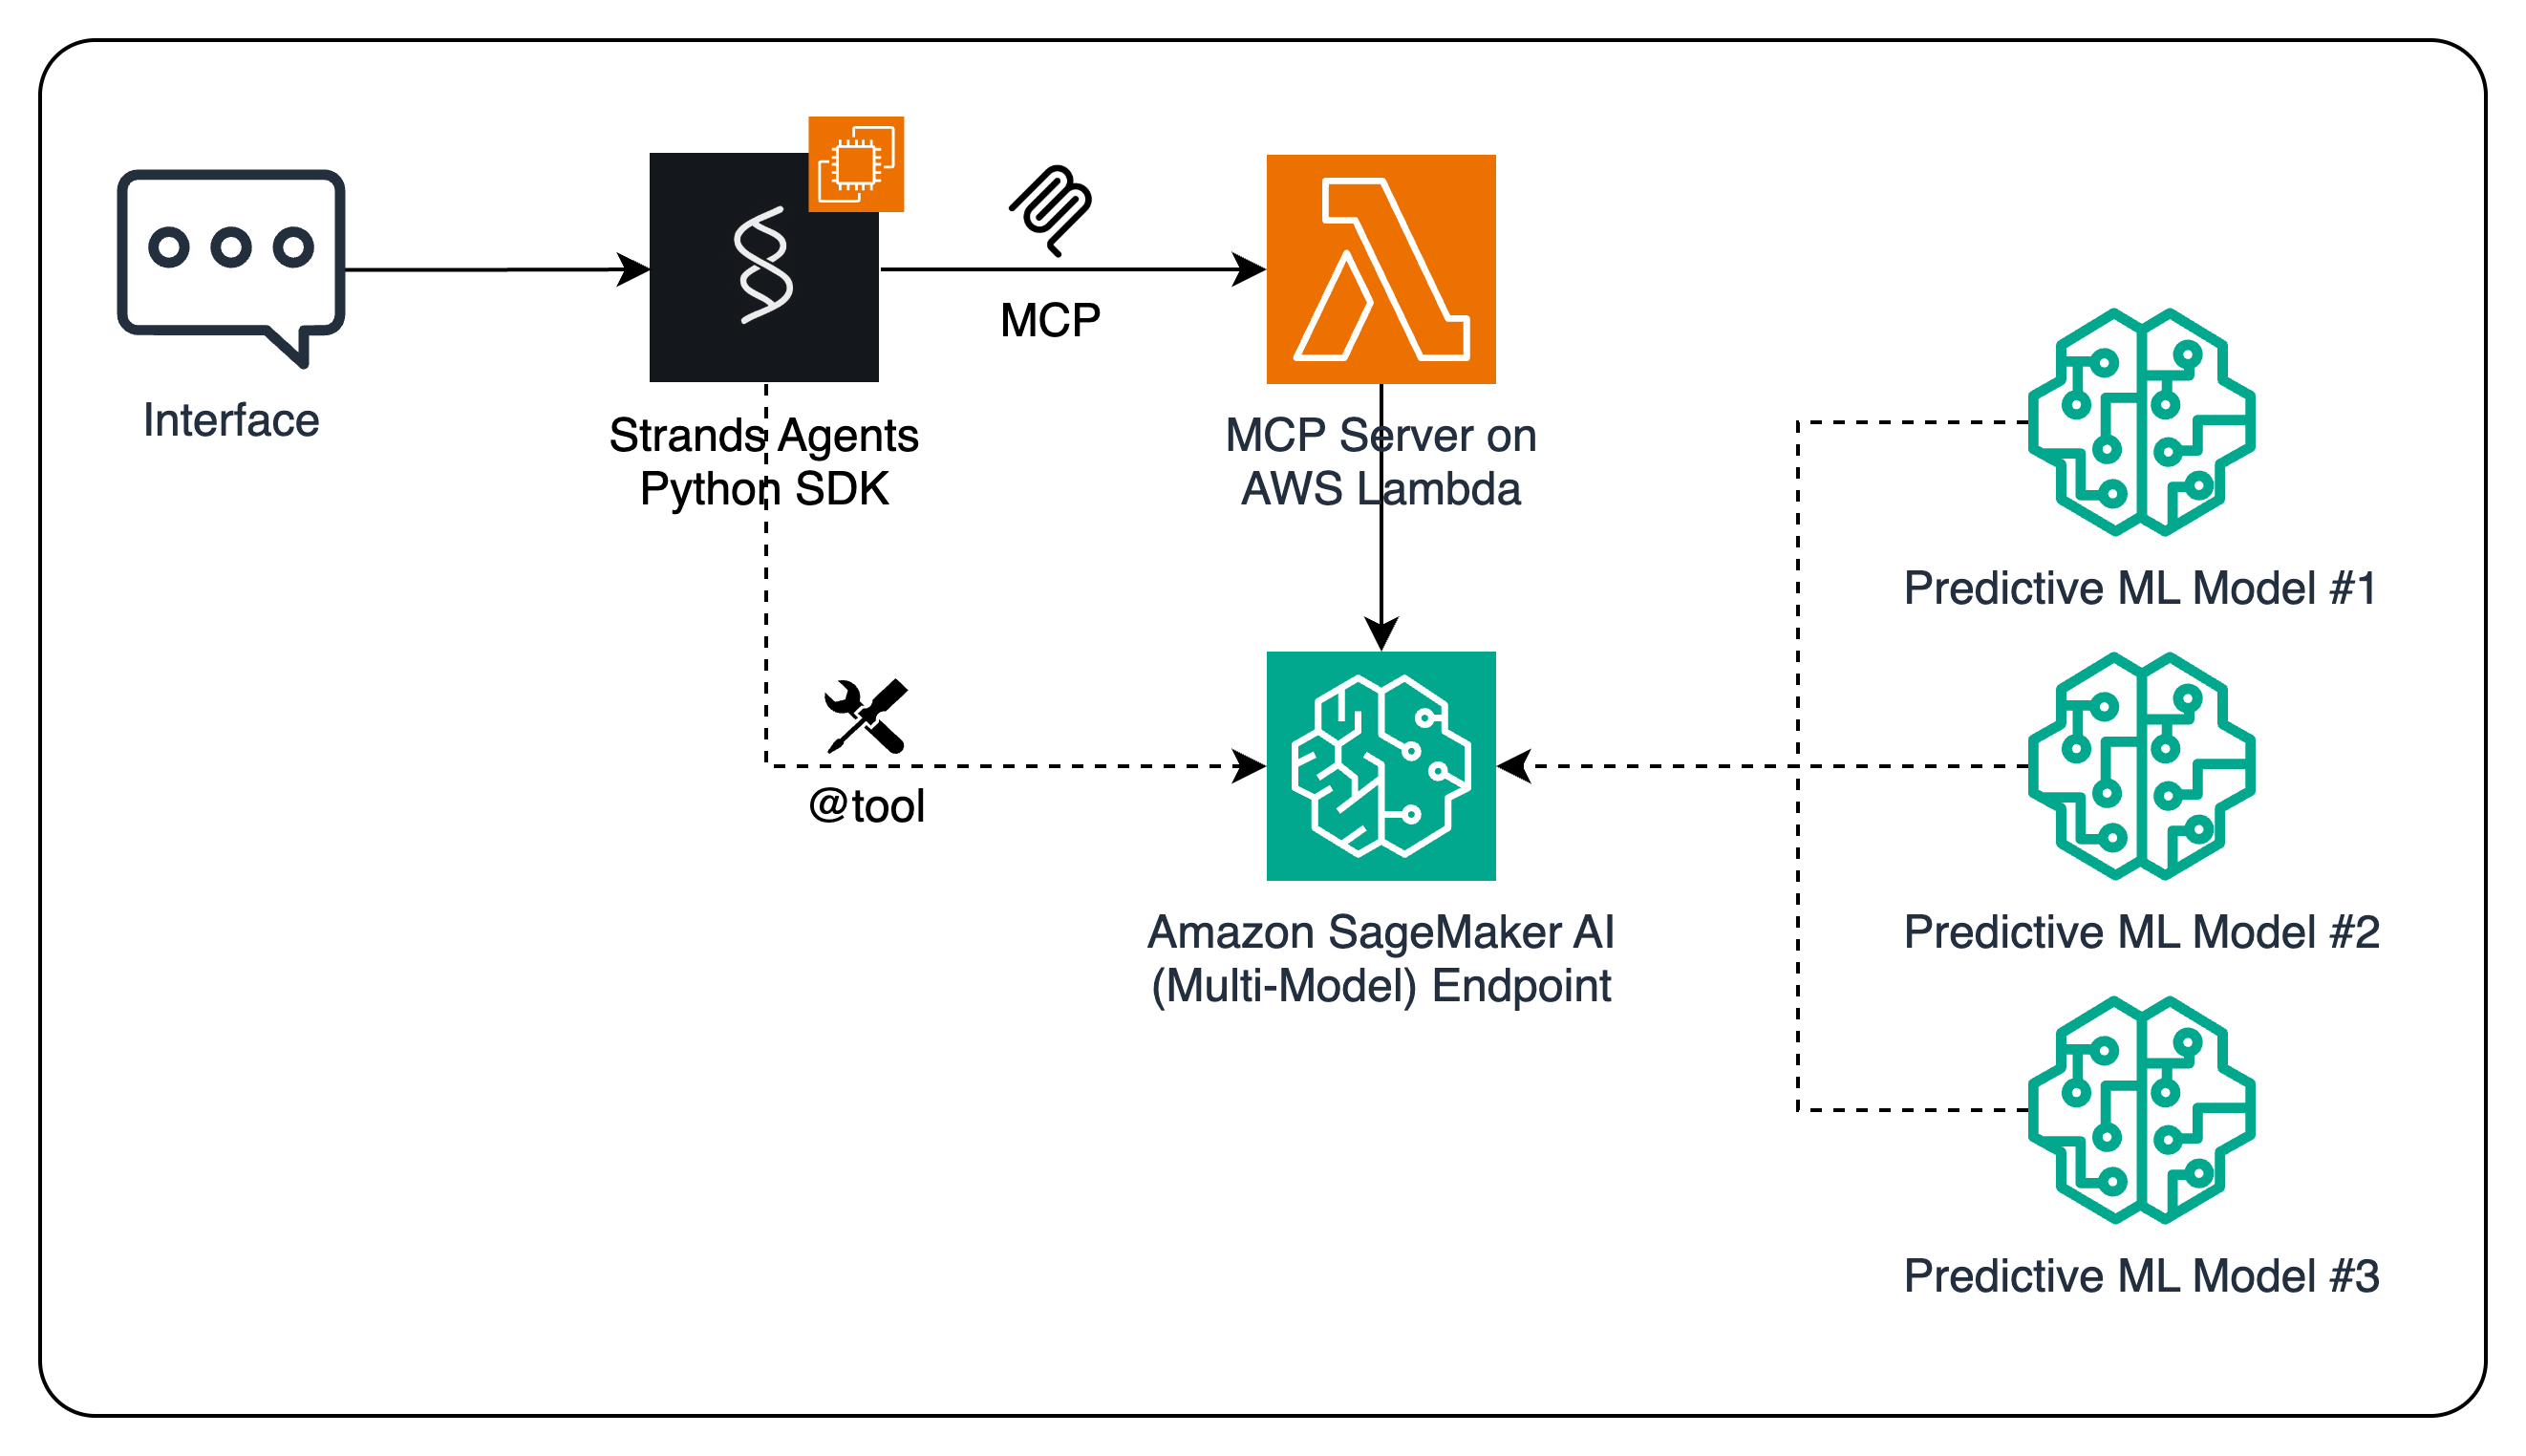 Interface
Strands Agents
Python SDK
MCP
MCP Server on
AWS Lambda
@tool
Amazon SageMaker AI
(Multi-Model) Endpoint
Predictive ML Model #1
Predictive ML Model #2
Predictive ML Model #3